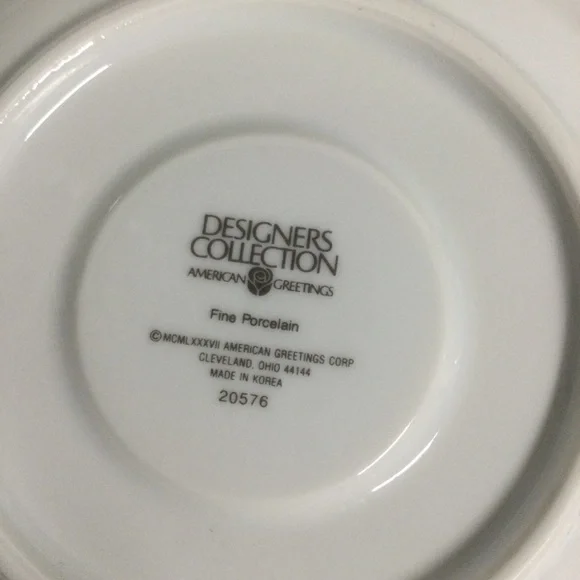 DESIGNERS
COLLECTION
AMERICAN GREETINGS
Fine Porcelain
©MCMLXXXVII AMERICAN GREETINGS CORP
CLEVELAND, OHIO 44144
MADE IN KOREA
20576